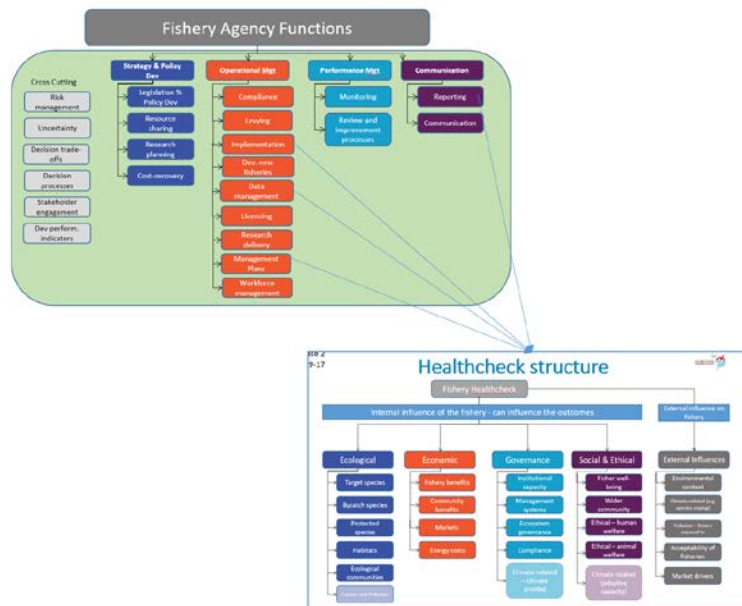 Fishery Agency Functions
Cross Cutting
Risk
management
Uncertainty
Decision trade-
offs
Decision
processes
Stakeholder
engagement
Dev perform.
indicators
Strategy & Policy
Dev
Legislation %
Policy Dev
Resource
sharing
Research
planning
Cost-recovery
Operational Mgt
Compliance
Levying
Implementation
Dev. new
fisheries
Data
management
Licensing
Research
delivery
Management
Plans
Workforce
management
Performance Mgt
Monitoring
Review and
improvement
processes
Communication
Reporting
Communication
9-17
Healthcheck structure
Fishery Healthcheck
Internal influence of the fishery - can influence the outcomes
External influence on
fishery
Ecological
Target species
Bycatch species
Protected
species
Habitats
Ecological
communities
Economic
Fishery benefits
Community
benefits
Markets
Energy costs
Governance
Institutional
capacity
Management
systems
Ecosystem
governance
Compliance
Climate-related
– climate
Social & Ethical
Fisher well-
being
Wider
community
Ethical – human
welfare
Ethical – animal
welfare
Climate-related
(adaptive
capacity)
External Influences
Environmental
context
Acceptability of
Fisheries
Market drivers